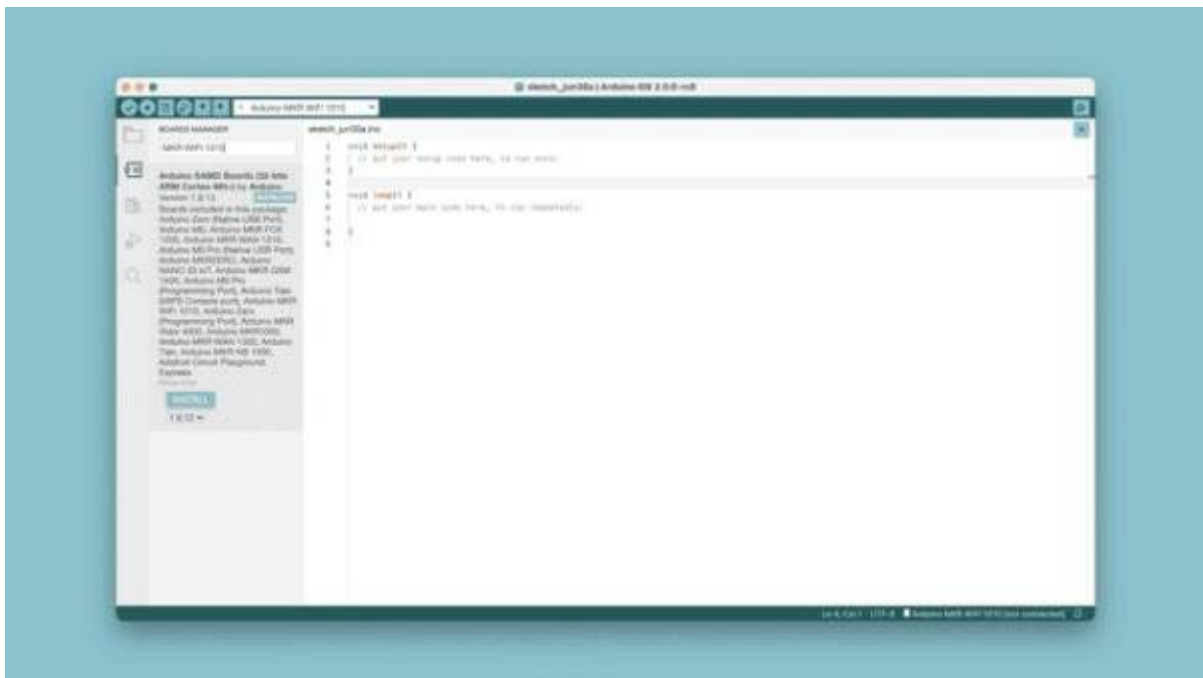 sketch_jun30a | Arduino IDE 2.0.0-rc8
Arduino MKR WiFi 1010
BOARDS MANAGER
MKR WiFi 1010
sketch_jun30a.ino
1 void setup() {
2 // put your setup code here, to run once:
3 }
4
5 void loop() {
6 // put your main code here, to run repeatedly:
7
8 }
9
Arduino SAMD Boards (32-bits
ARM Cortex-M0+) by Arduino
Version 1.8.13
Boards included in this package:
Arduino Zero (Native USB Port),
Arduino M0, Arduino MKR FOX
1200, Arduino MKR WAN 1310,
Arduino M0 Pro (Native USB Port),
Arduino MKRZERO, Arduino
NANO 33 IoT, Arduino MKR GSM
1400, Arduino M0 Pro
(Programming Port), Arduino Tian
(MIPS Console port), Arduino MKR
WiFi 1010, Arduino Zero
(Programming Port), Arduino MKR
Vidor 4000, Arduino MKR1000,
Arduino MKR WAN 1300, Arduino
Tian, Arduino MKR NB 1500,
Adafruit Circuit Playground
Express
More info
INSTALL
UTF-8 Arduino MKR WiFi 1010 [not connected]